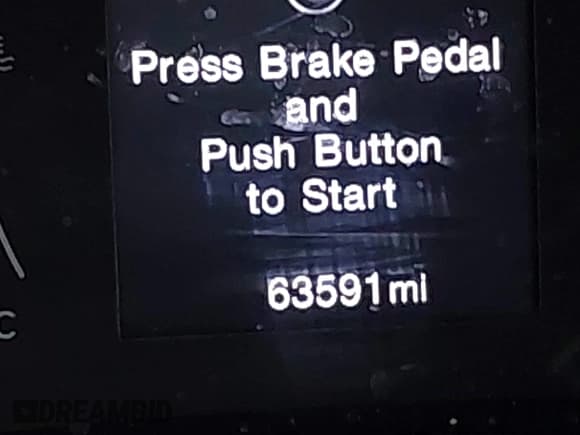 Press Brake Pedal
and
Push Button
to Start
63591 mi
C
DREAMBID